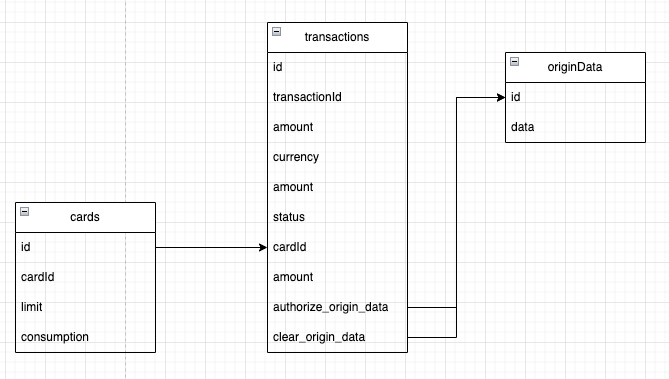 transactions
id
transactionId
amount
currency
amount
status
cardId
amount
authorize_origin_data
clear_origin_data
originData
id
data
cards
id
cardId
limit
consumption